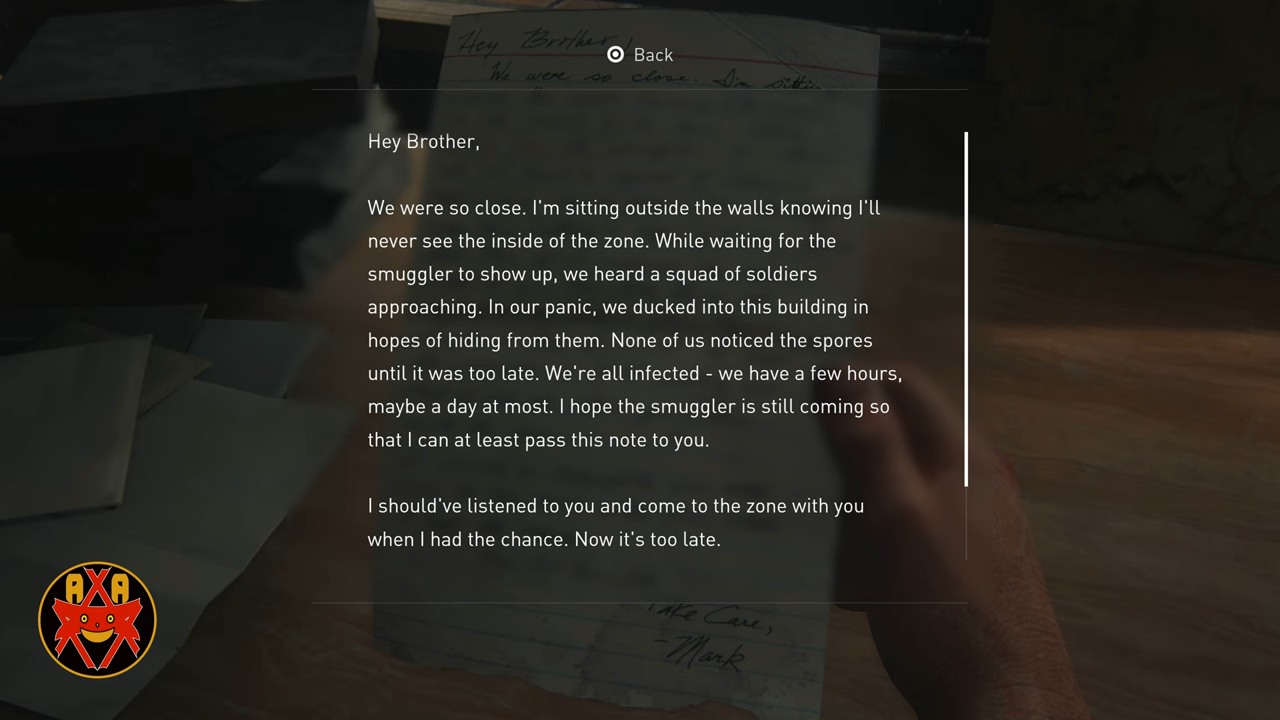 Hey Brother,
We were so close. I'm sittin
Back
Hey Brother,
We were so close. I'm sitting outside the walls knowing I'll
never see the inside of the zone. While waiting for the
smuggler to show up, we heard a squad of soldiers
approaching. In our panic, we ducked into this building in
hopes of hiding from them. None of us noticed the spores
until it was too late. We're all infected - we have a few hours,
maybe a day at most. I hope the smuggler is still coming so
that I can at least pass this note to you.
I should've listened to you and come to the zone with you
when I had the chance. Now it's too late.
Take Care,
-Mark
AXA